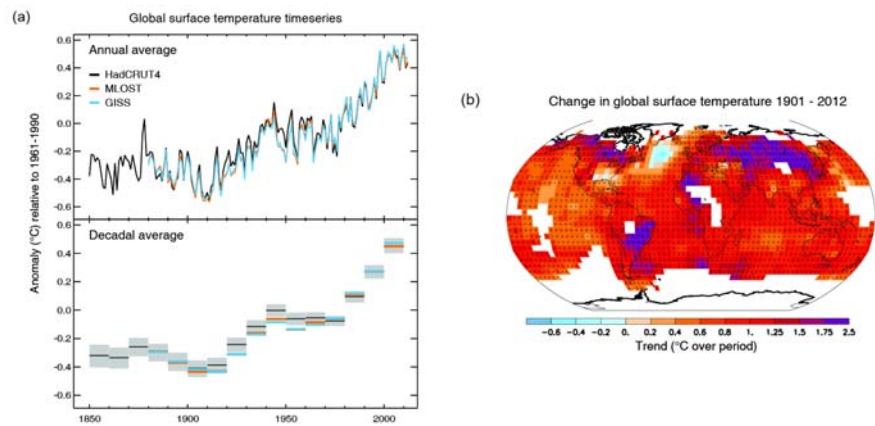 (a)
Global surface temperature timeseries
Annual average
HadCRUT4
MLOST
GISS
0.6
0.4
0.2
0.0
−0.2
−0.4
−0.6
Anomaly (°C) relative to 1961-1990
Decadal average
0.6
0.4
0.2
−0.0
−0.2
−0.4
−0.6
1850
1900
1950
2000
(b)
Change in global surface temperature 1901 - 2012
−0.6 −0.4 −0.2 0. 0.2 0.4 0.6 0.8 1. 1.25 1.5 1.75 2.5
Trend (°C over period)